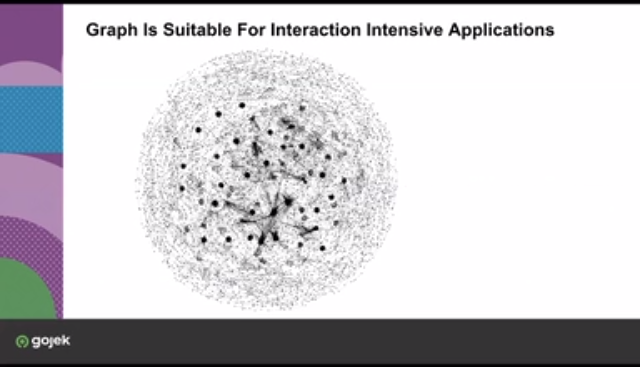 Graph Is Suitable For Interaction Intensive Applications
gojek